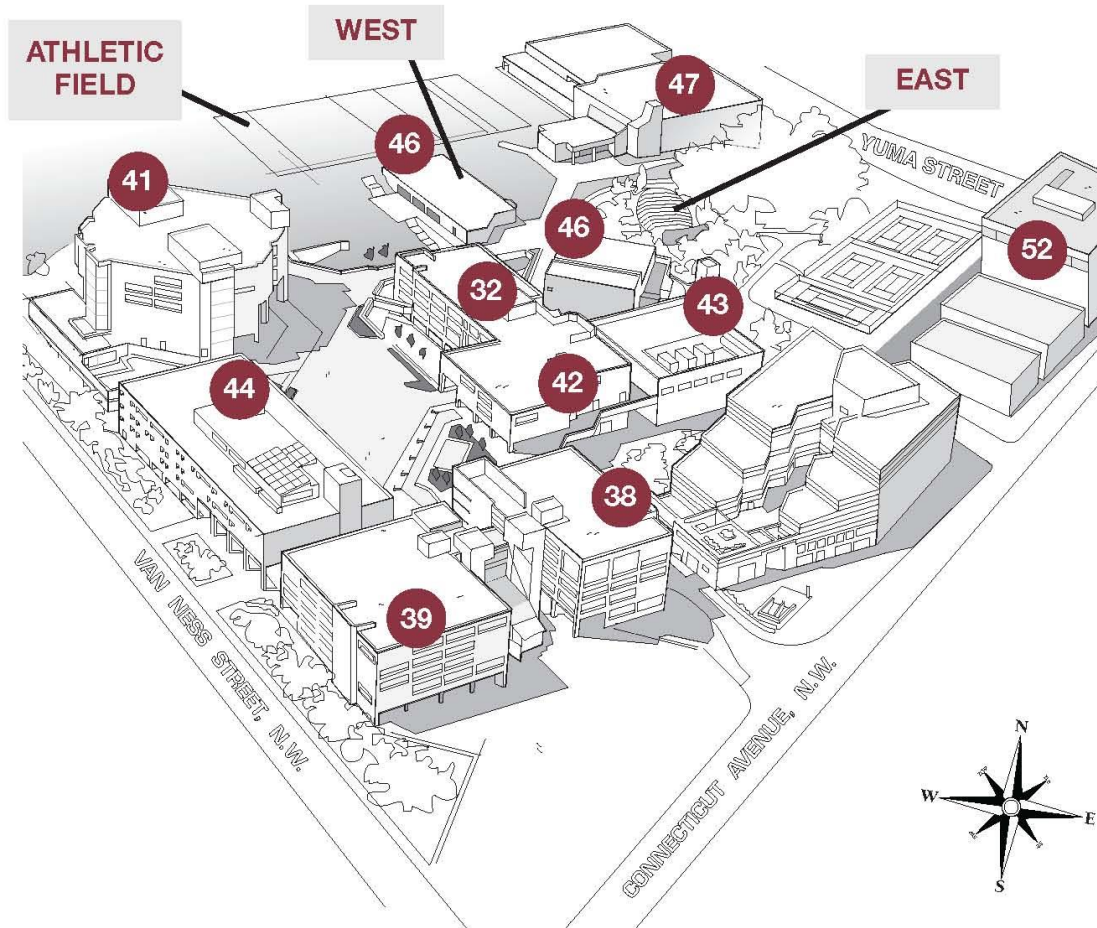 ATHLETIC
FIELD
WEST
EAST
47
46
41
YUMA STREET
46
52
32
43
44
42
38
39
VAN NESS STREET, N.W.
CONNECTICUT AVENUE, N.W.
N
W
E
S